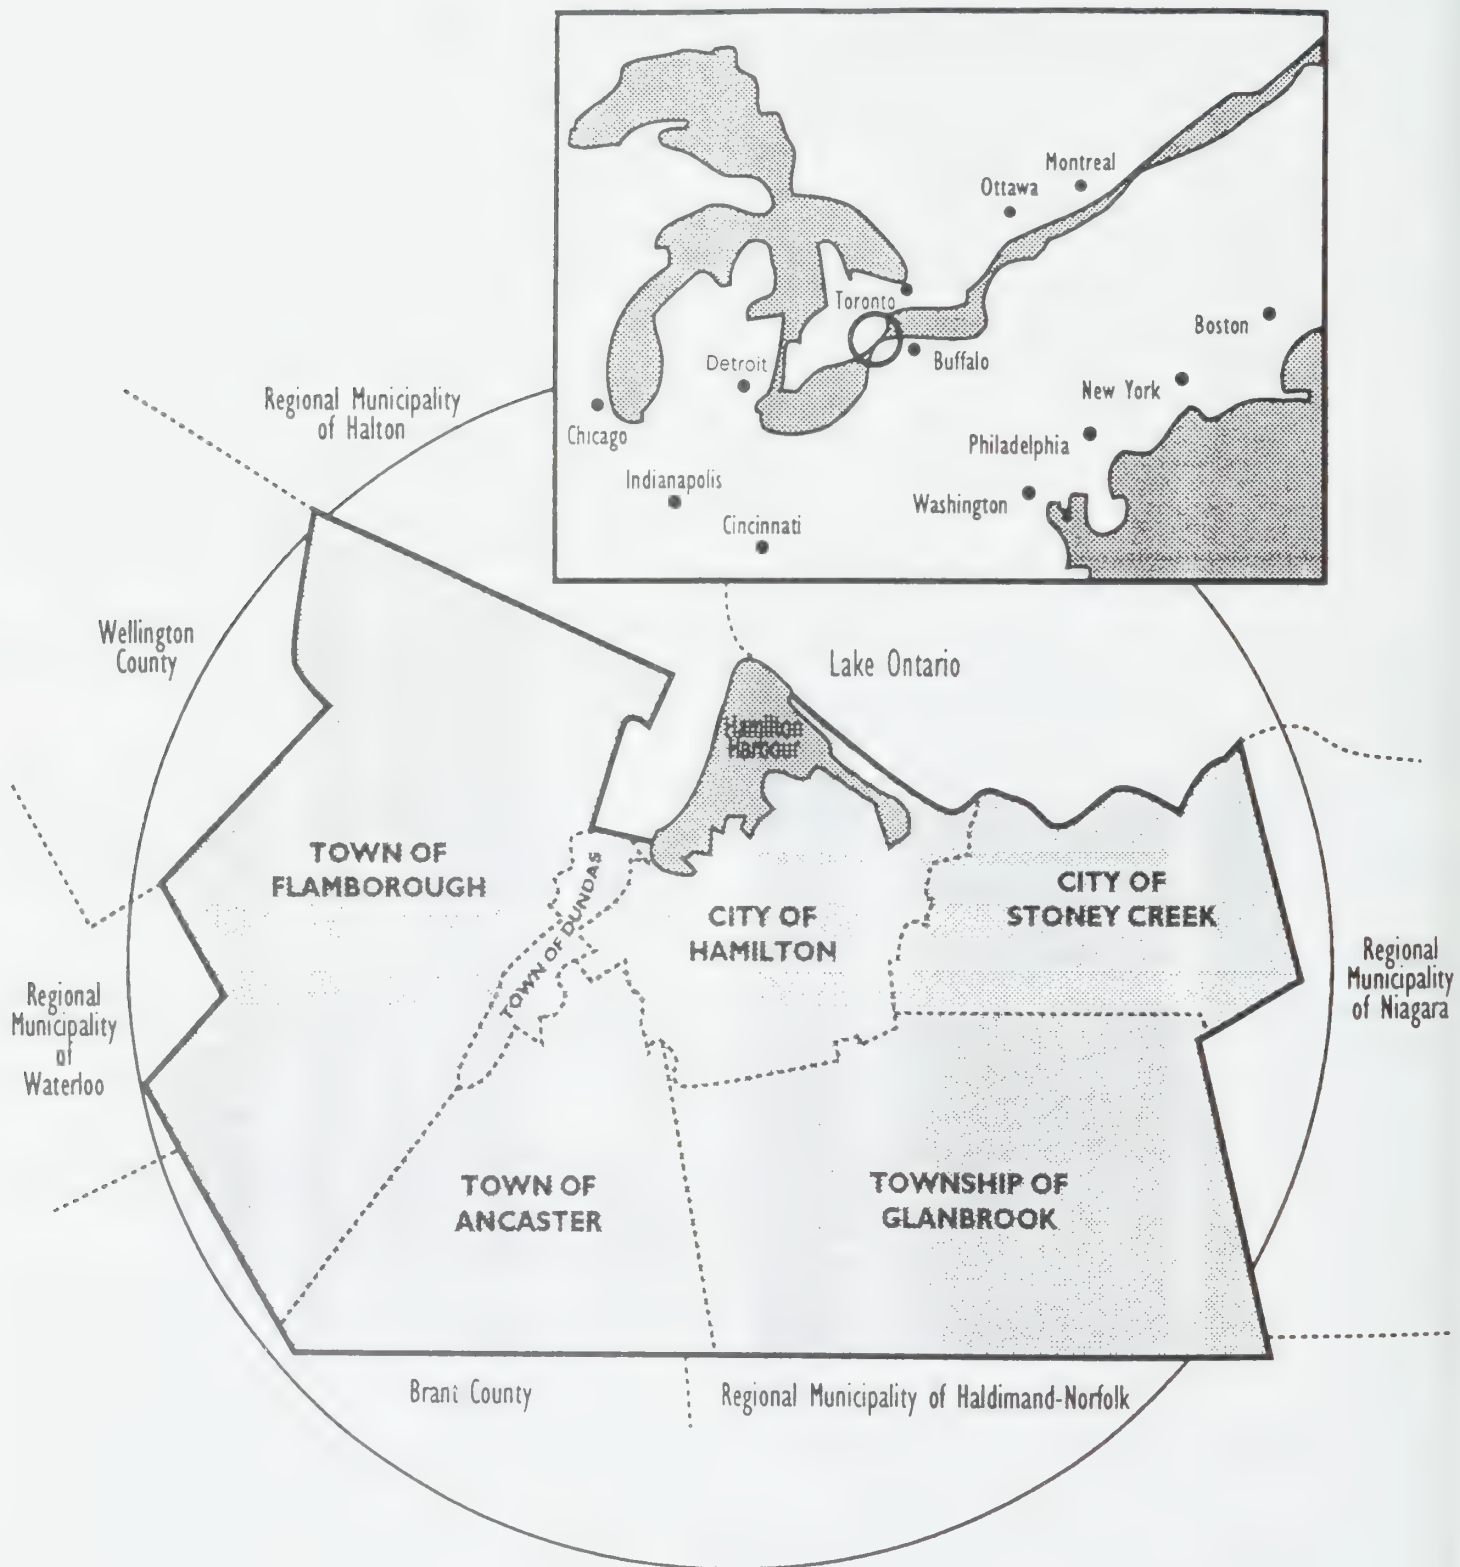 Montreal
Ottawa
Toronto
Boston
Buffalo
Detroit
New York
Chicago
Philadelphia
Indianapolis
Washington
Cincinnati
Regional Municipality
of Halton
Wellington
County
Lake Ontario
Hamilton
Harbour
TOWN OF
FLAMBOROUGH
TOWN OF DUNDAS
CITY OF
HAMILTON
CITY OF
STONEY CREEK
Regional
Municipality
of Niagara
Regional
Municipality
of
Waterloo
TOWN OF
ANCASTER
TOWNSHIP OF
GLANBROOK
Brant County
Regional Municipality of Haldimand-Norfolk